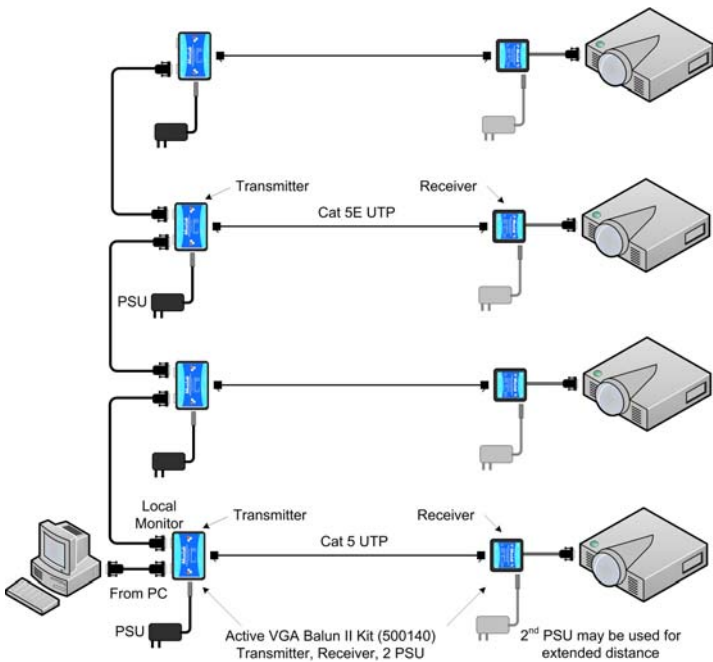 Transmitter
Receiver
Cat 5E UTP
PSU
Local
Monitor
Transmitter
Receiver
Cat 5 UTP
From PC
PSU
Active VGA Balun II Kit (500140)
Transmitter, Receiver, 2 PSU
2nd PSU may be used for
extended distance